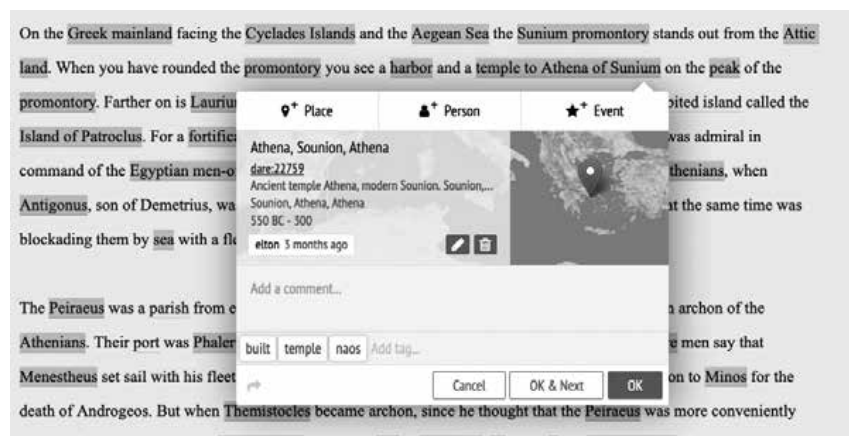 On the Greek mainland facing the Cyclades Islands and the Aegean Sea the Sunium promontory stands out from the Attic
land. When you have rounded the promontory you see a harbor and a temple to Athena of Sunium on the peak of the
promontory. Farther on is Lauriu
bited island called the
Island of Patroclus. For a fortific
was admiral in
command of the Egyptian men-o
thenians, when
Antigonus, son of Demetrius, wa
at the same time was
blockading them by sea with a fle
Place
Person
Event
Athena, Sounion, Athena
dare:22759
Ancient temple Athena, modern Sounion. Sounion,...
Sounion, Athena, Athena
550 BC - 300
elton 3 months ago
Add a comment...
built temple naos Add tag...
Cancel
OK & Next
OK
The Peiraeus was a parish from e
archon of the
Athenians. Their port was Phaler
men say that
Menestheus set sail with his fleet
on to Minos for the
death of Androgeos. But when Themistocles became archon, since he thought that the Peiraeus was more conveniently